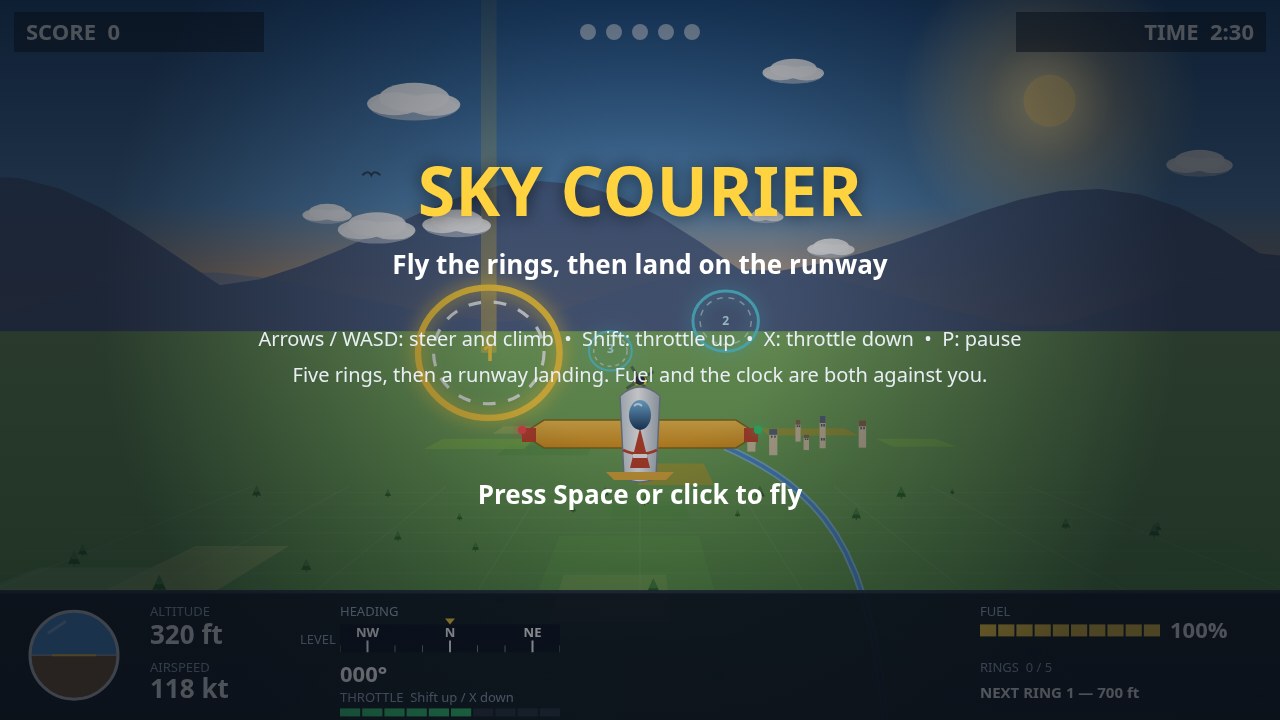 SCORE 0
TIME 2:30
SKY COURIER
Fly the rings, then land on the runway
2
3
Arrows / WASD: steer and climb • Shift: throttle up • X: throttle down • P: pause
Five rings, then a runway landing. Fuel and the clock are both against you.
Press Space or click to fly
ALTITUDE
320 ft
AIRSPEED
118 kt
HEADING
LEVEL
NW N NE
000°
THROTTLE Shift up / X down
FUEL
100%
RINGS 0 / 5
NEXT RING 1 — 700 ft